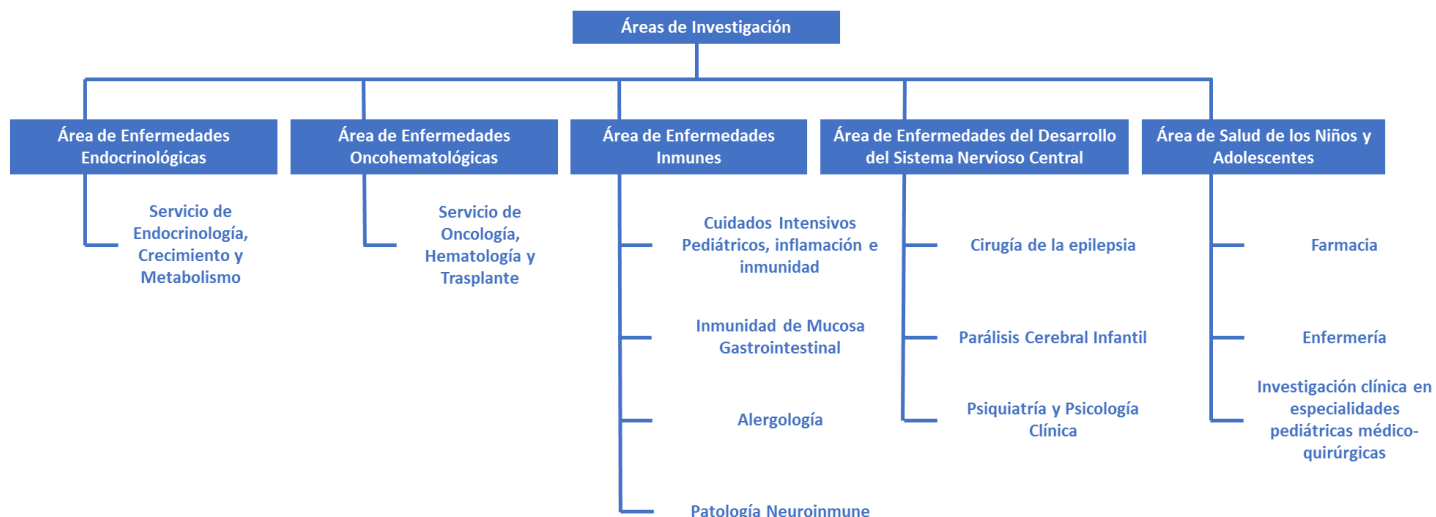 Áreas de Investigación
Área de Enfermedades
Endocrinológicas
Área de Enfermedades
Oncohematológicas
Área de Enfermedades
Inmunes
Área de Enfermedades del Desarrollo
del Sistema Nervioso Central
Área de Salud de los Niños y
Adolescentes
Servicio de
Endocrinología,
Crecimiento y
Metabolismo
Servicio de
Oncología,
Hematología y
Trasplante
Cuidados Intensivos
Pediátricos, inflamación e
inmunidad
Inmunidad de Mucosa
Gastrointestinal
Alergología
Patología Neuroinmune
Cirugía de la epilepsia
Parálisis Cerebral Infantil
Psiquiatría y Psicología
Clínica
Farmacia
Enfermería
Investigación clínica en
especialidades
pediátricas médico-
quirúrgicas